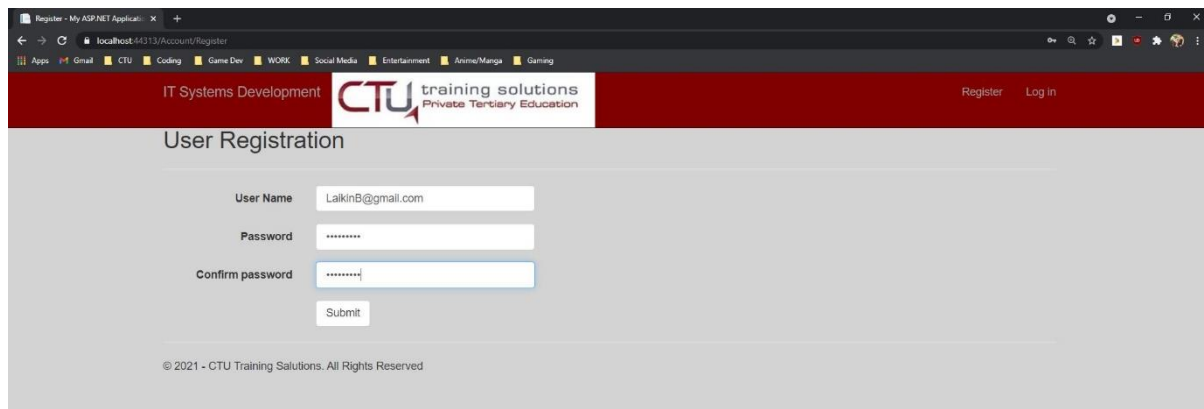 Register - My ASP.NET Applicati
localhost:44313/Account/Register
Apps Gmail CTU Coding Game Dev WORK Social Media Entertainment Anime/Manga Gaming
IT Systems Development CTU training solutions Register Log in
Private Tertiary Education
User Registration
User Name LaikinB@gmail.com
Password •••••••••
Confirm password •••••••••
Submit
© 2021 - CTU Training Salutions. All Rights Reserved